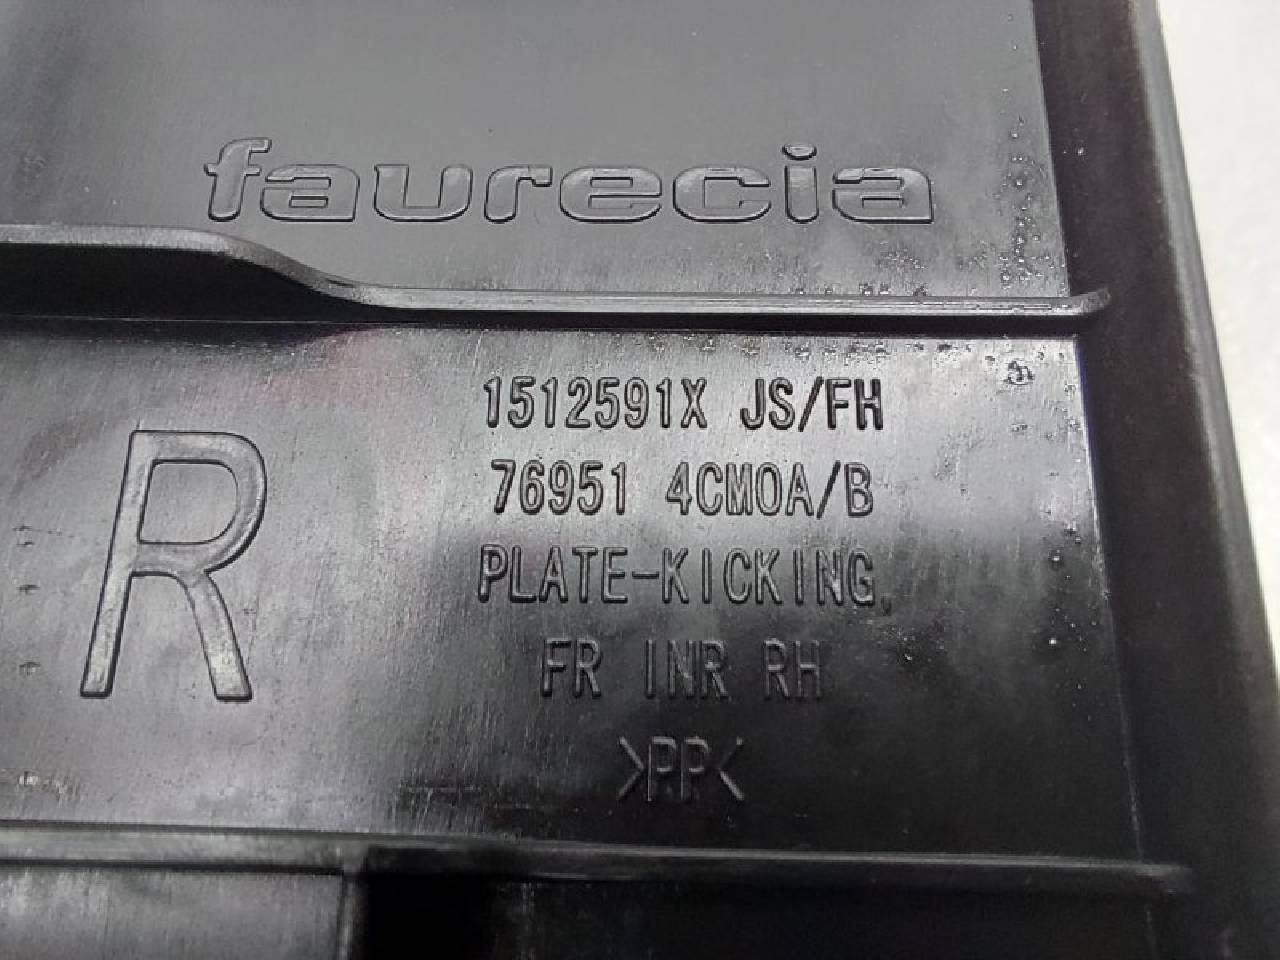 faurecia
1512591X JS/FH
76951 4CM0A/B
R
PLATE-KICKING,
FR INR RH
>PP<